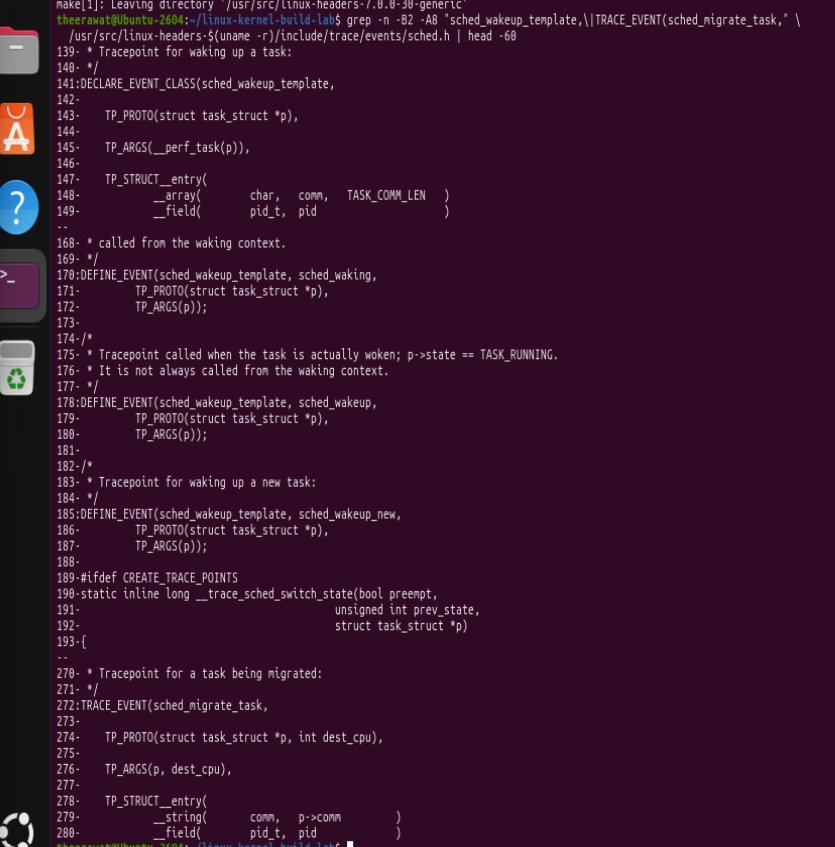 make[1]: Leaving directory '/usr/src/linux-headers-7.0.0-30-generic'
theerawat@Ubuntu-2604:~/linux-kernel-build-lab$ grep -n -B2 -A8 "sched_wakeup_template,\|TRACE_EVENT(sched_migrate_task," \
  /usr/src/linux-headers-$(uname -r)/include/trace/events/sched.h | head -60
139- * Tracepoint for waking up a task:
140- */
141:DECLARE_EVENT_CLASS(sched_wakeup_template,
142-
143-	TP_PROTO(struct task_struct *p),
144-
145-	TP_ARGS(__perf_task(p)),
146-
147-	TP_STRUCT__entry(
148-		__array(	char,	comm,	TASK_COMM_LEN	)
149-		__field(	pid_t,	pid			)
--
168- * called from the waking context.
169- */
170:DEFINE_EVENT(sched_wakeup_template, sched_waking,
171-	     TP_PROTO(struct task_struct *p),
172-	     TP_ARGS(p));
173-
174-/*
175- * Tracepoint called when the task is actually woken; p->state == TASK_RUNNING.
176- * It is not always called from the waking context.
177- */
178:DEFINE_EVENT(sched_wakeup_template, sched_wakeup,
179-	     TP_PROTO(struct task_struct *p),
180-	     TP_ARGS(p));
181-
182-/*
183- * Tracepoint for waking up a new task:
184- */
185:DEFINE_EVENT(sched_wakeup_template, sched_wakeup_new,
186-	     TP_PROTO(struct task_struct *p),
187-	     TP_ARGS(p));
188-
189-#ifdef CREATE_TRACE_POINTS
190-static inline long __trace_sched_switch_state(bool preempt,
191-					      unsigned int prev_state,
192-					      struct task_struct *p)
193-{
--
270- * Tracepoint for a task being migrated:
271- */
272:TRACE_EVENT(sched_migrate_task,
273-
274-	TP_PROTO(struct task_struct *p, int dest_cpu),
275-
276-	TP_ARGS(p, dest_cpu),
277-
278-	TP_STRUCT__entry(
279-		__string(	comm,	p->comm		)
280-		__field(	pid_t,	pid		)
theerawat@Ubuntu-2604:~/linux-kernel-build-lab$